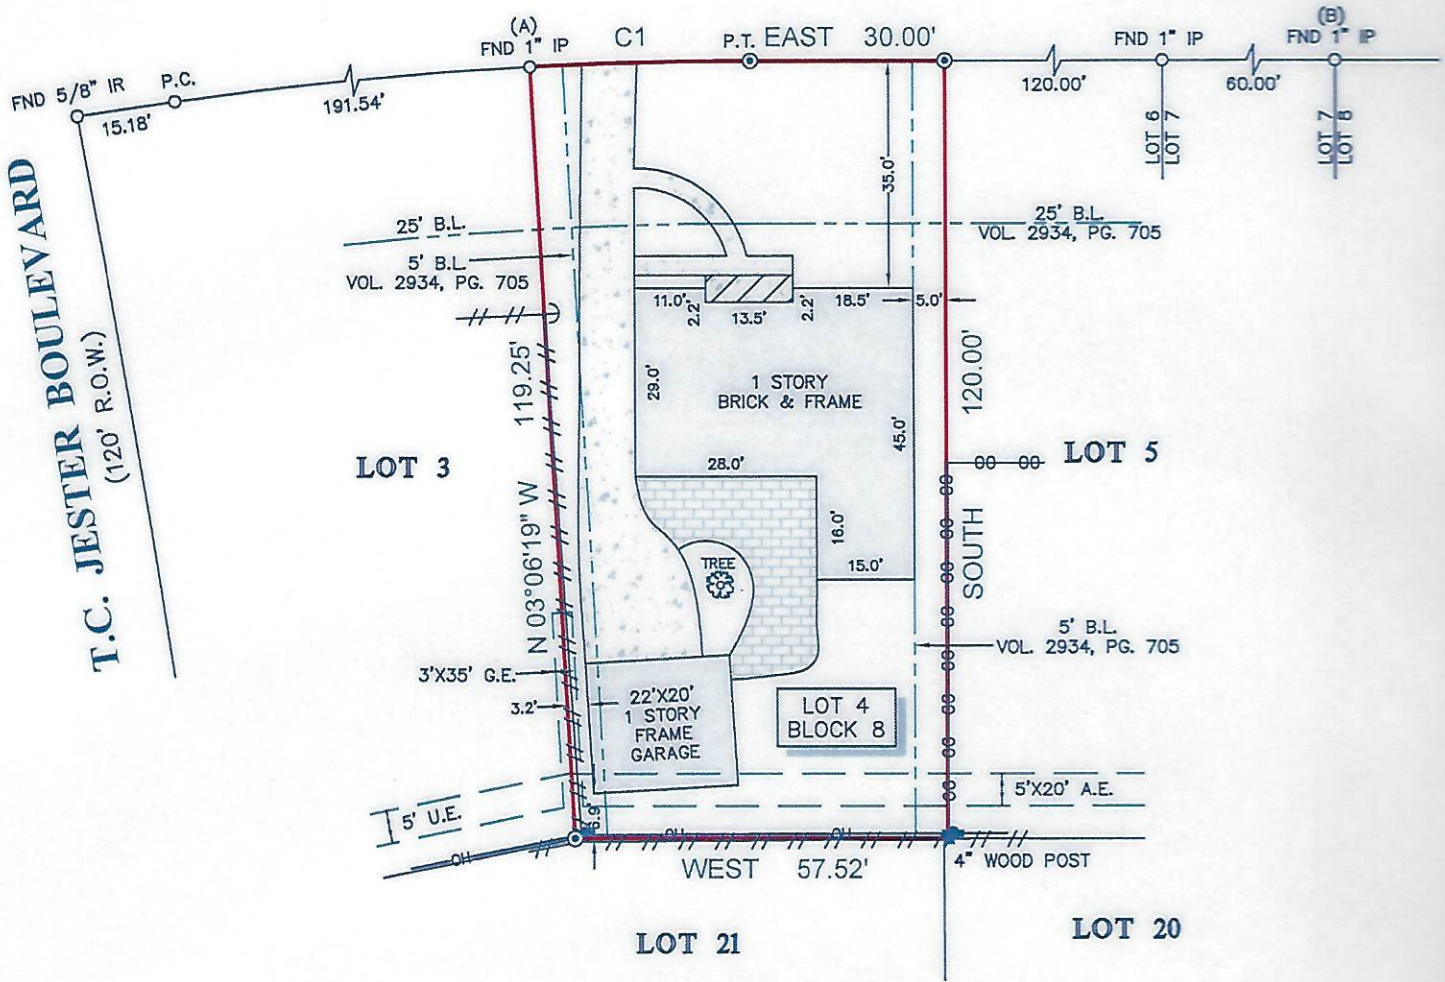 (A)
FND 1" IP
C1
P.T. EAST 30.00'
FND 1" IP
(B)
FND 1" IP
FND 5/8" IR
P.C.
15.18'
191.54'
120.00'
60.00'
LOT 6
LOT 7
LOT 7
LOT 8
T.C. JESTER BOULEVARD
(120' R.O.W.)
35.0'
25' B.L.
5' B.L.
VOL. 2934, PG. 705
25' B.L.
VOL. 2934, PG. 705
11.0'
2.2'
13.5'
2.2'
18.5'
5.0'
119.25'
N 03°06'19" W
29.0'
1 STORY
BRICK & FRAME
45.0'
120.00'
SOUTH
LOT 3
LOT 5
28.0'
16.0'
15.0'
TREE
5' B.L.
VOL. 2934, PG. 705
3'X35' G.E.
3.2'
22'X20'
1 STORY
FRAME
GARAGE
LOT 4
BLOCK 8
5' U.E.
5'X20' A.E.
6.9'
OH
OH
OH
WEST 57.52'
4" WOOD POST
LOT 21
LOT 20